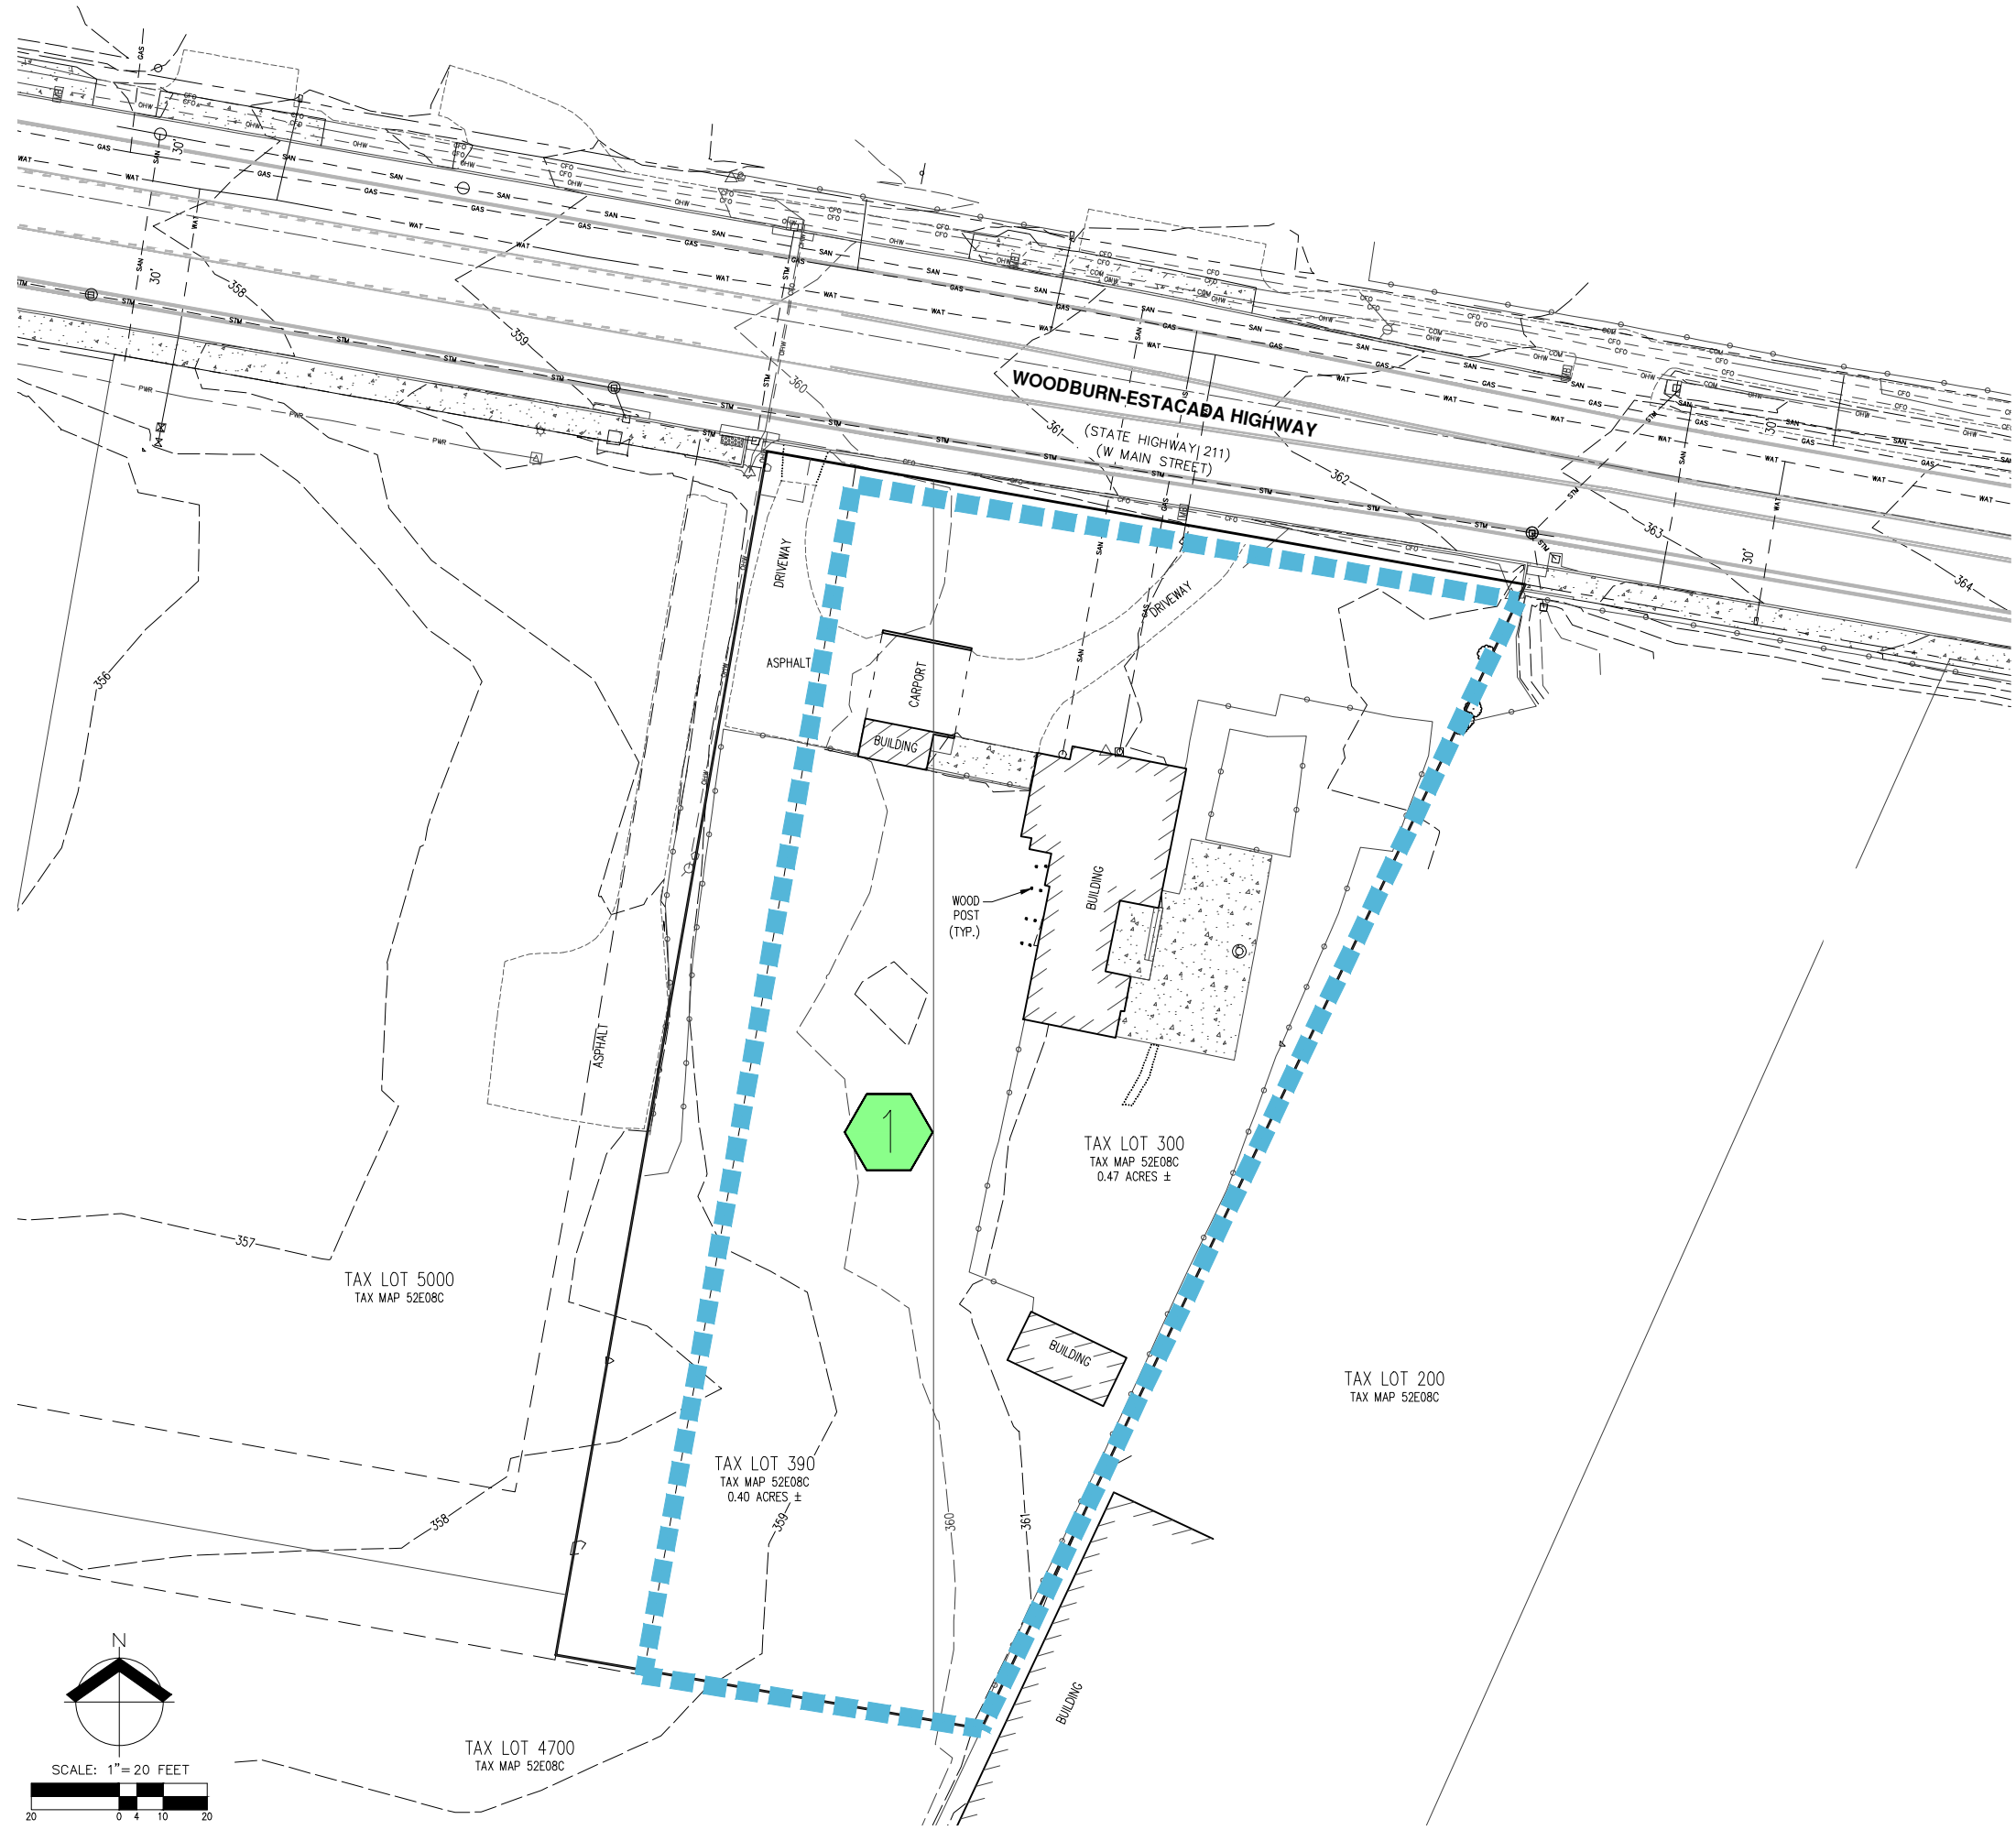 WOODBURN-ESTACADA HIGHWAY
(STATE HIGHWAY 211)
(W MAIN STREET)
30'
30'
30'
30'
358
359
360
361
362
363
364
GAS
SAN
WAT
STM
OHW
CFO
COM
PWR
PWR
PWR
MB
DRIVEWAY
DRIVEWAY
ASPHALT
CARPORT
BUILDING
356
WOOD
POST
(TYP.)
BUILDING
ASPHALT
1
TAX LOT 300
TAX MAP 52E08C
0.47 ACRES ±
357
TAX LOT 5000
TAX MAP 52E08C
BUILDING
TAX LOT 200
TAX MAP 52E08C
TAX LOT 390
TAX MAP 52E08C
0.40 ACRES ±
358
359
360
361
BUILDING
N
TAX LOT 4700
TAX MAP 52E08C
SCALE: 1"= 20 FEET
20 0 4 10 20